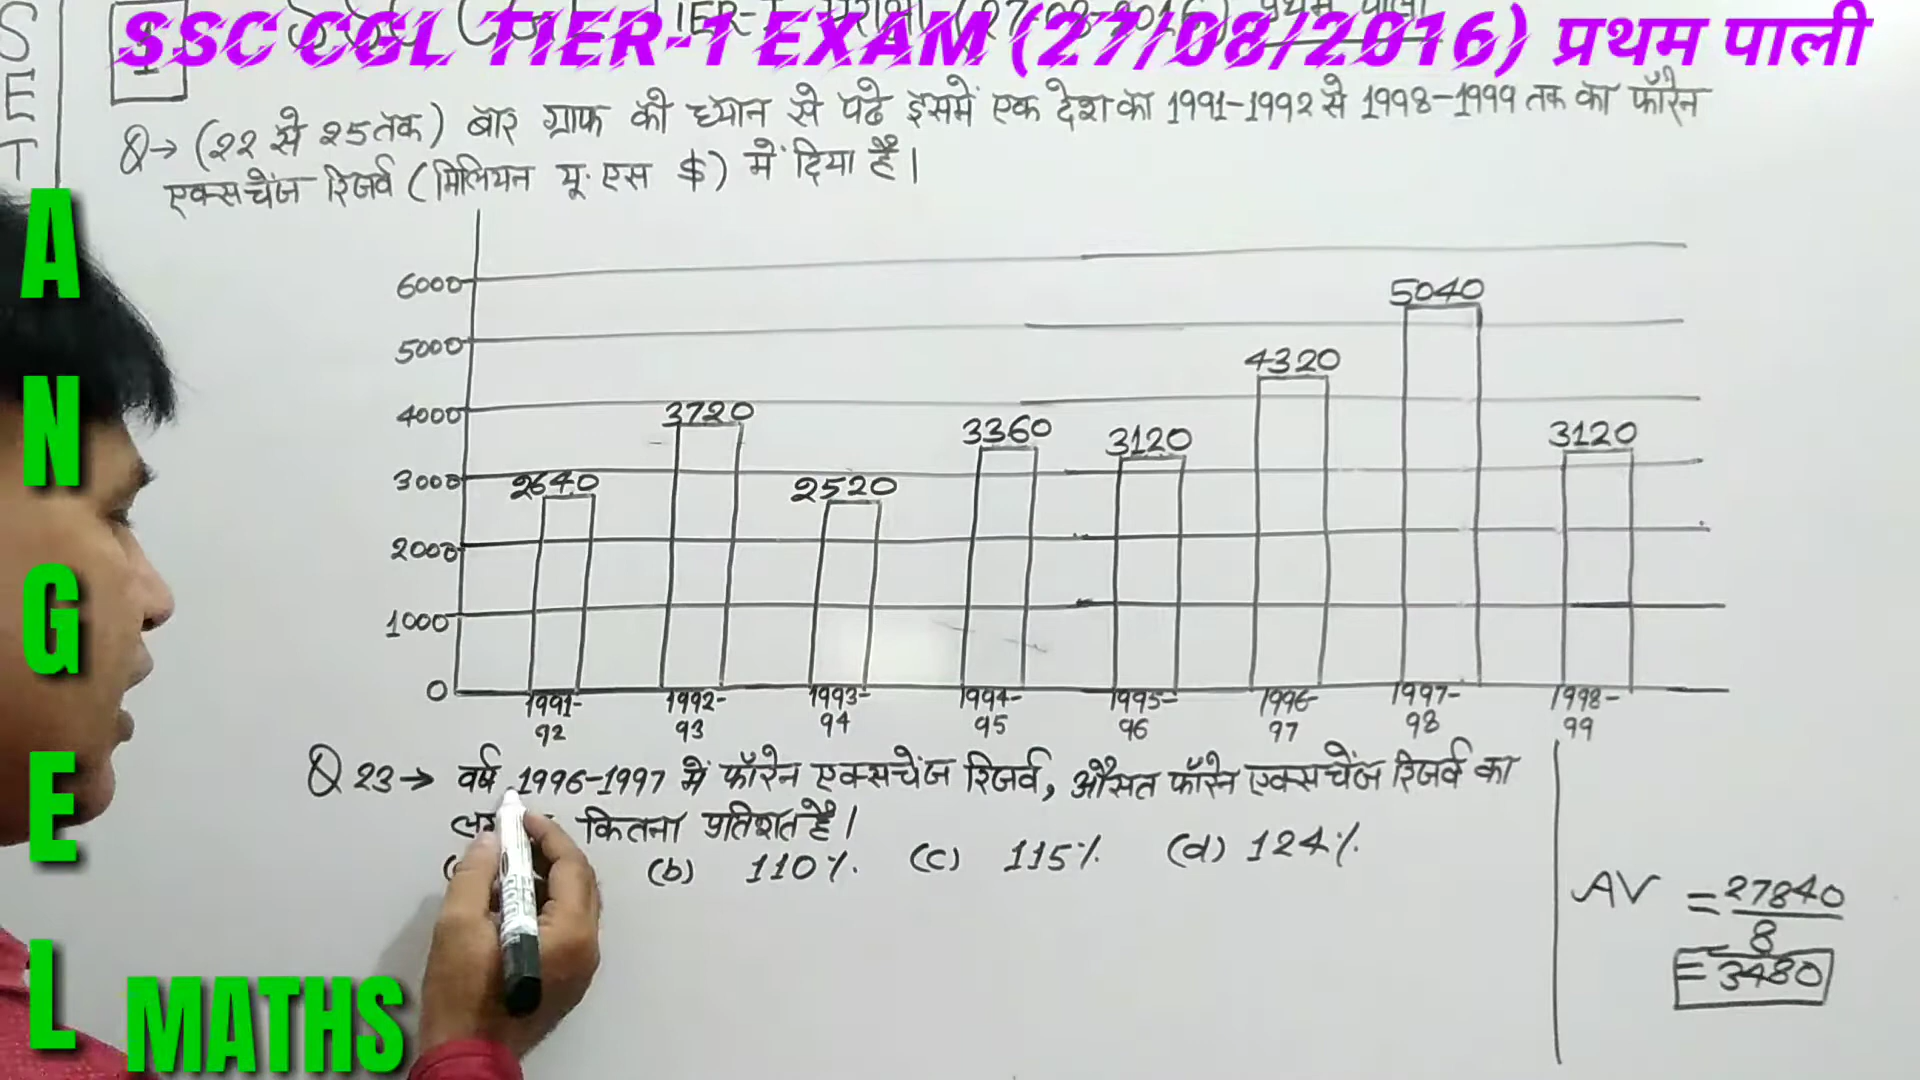 SSC CGL TIER-1 EXAM (27/08/2016) प्रथम पाली
SET
1
Q→ (22 से 25 तक) बार ग्राफ को ध्यान से पढे इसमें एक देश का 1991-1992 से 1998-1999 तक का फॉरेन
एक्सचेंज रिजर्व (मिलियन यू. एस $) में दिया है।
6000
5000
4000
3000
2000
1000
0
2640
3720
2520
3360
3120
4320
5040
3120
1991-92
1992-93
1993-94
1994-95
1995-96
1996-97
1997-98
1998-99
Q 23→ वर्ष 1996-1997 में फॉरेन एक्सचेंज रिजर्व, औसत फॉरेन एक्सचेंज रिजर्व का
कितना प्रतिशत है।
(b) 110%. (c) 115%. (d) 124%.
AV = 27840
8
= 3480
ANGEL
MATHS